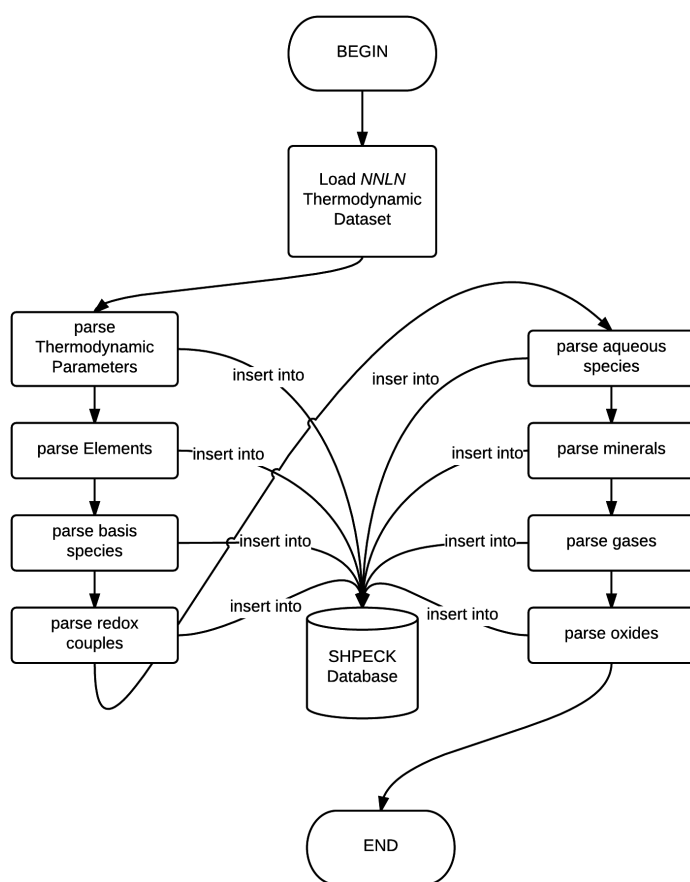 BEGIN
Load NNLN
Thermodynamic
Dataset
parse
Thermodynamic
Parameters
insert into
inser into
parse aqueous
species
parse Elements
insert into
insert into
parse minerals
parse basis
species
insert into
insert into
parse gases
parse redox
couples
insert into
insert into
parse oxides
SHPECK
Database
END